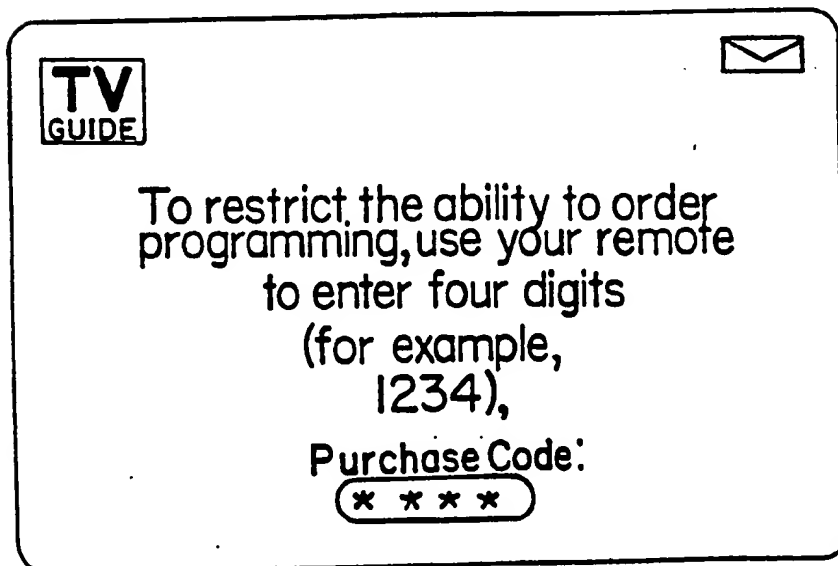 TV
GUIDE
To restrict the ability to order
programming, use your remote
to enter four digits
(for example,
1234),
Purchase Code:
* * * *